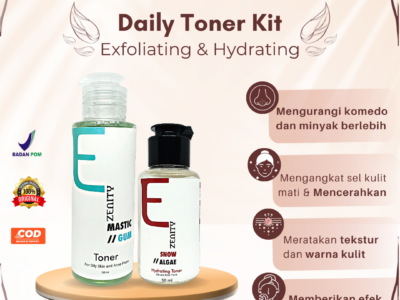 Daily Toner Kit
Exfoliating & Hydrating
BADAN POM
100%
ORIGINAL
.COD
E
ZENITY
MASTIC
// GUM
Toner
For Oily Skin and Acne Prone
E
ZENITY
SNOW
// ALGAE
Hydrating Toner
50 ml
Mengurangi komedo
dan minyak berlebih
Mengangkat sel kulit
mati & Mencerahkan
Meratakan tekstur
dan warna kulit
Memberikan efek